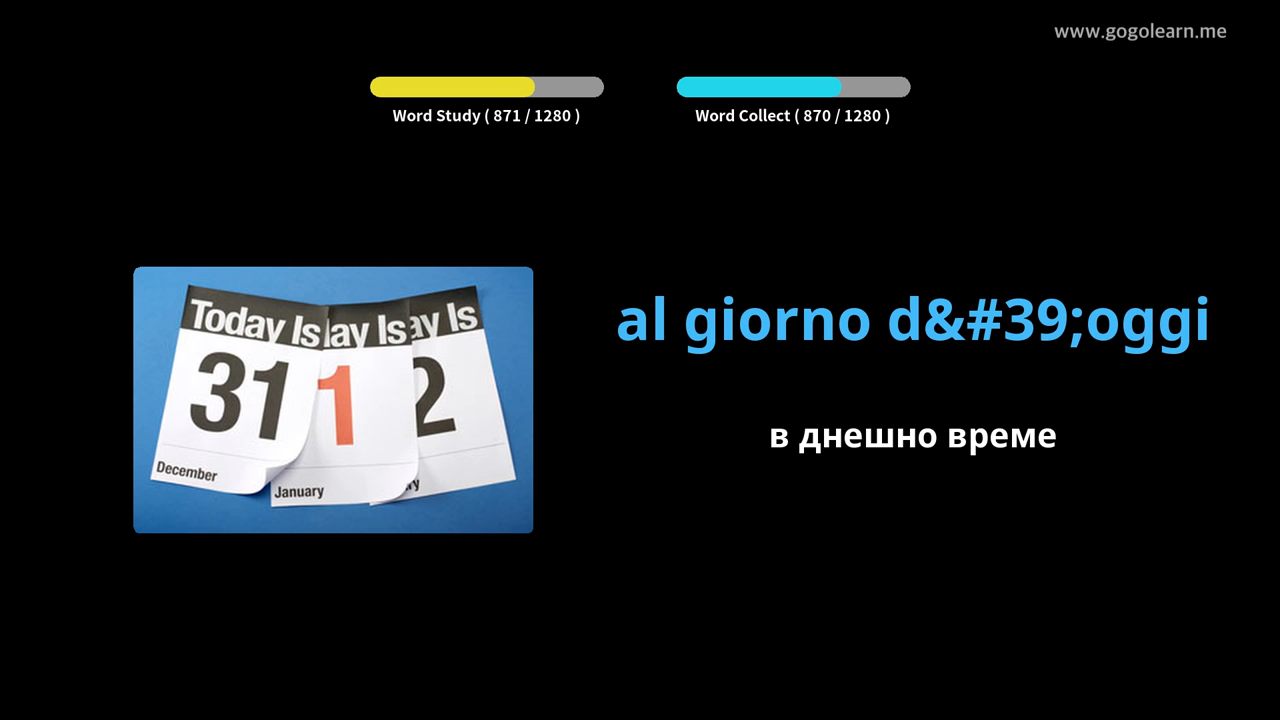 www.gogolearn.me
Word Study ( 871 / 1280 )
Word Collect ( 870 / 1280 )
Today Is
ay Is
ay Is
31
1
2
December
January
ry
al giorno d&#39;oggi
в днешно време